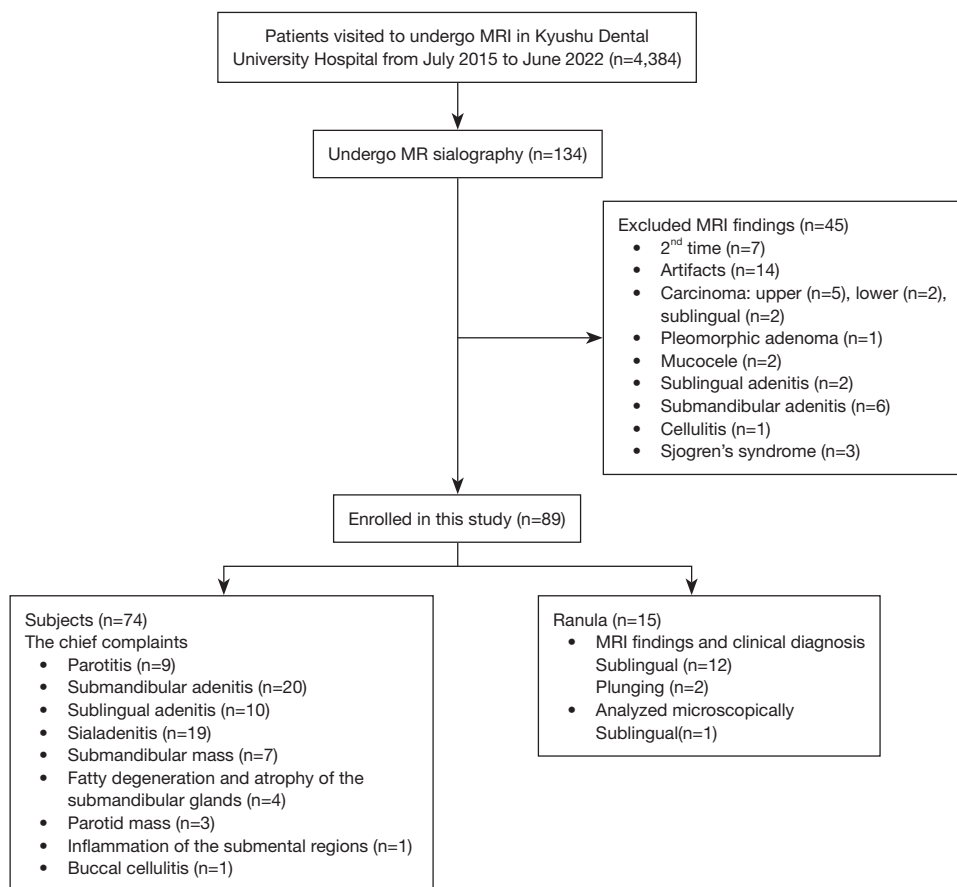 Patients visited to undergo MRI in Kyushu Dental
University Hospital from July 2015 to June 2022 (n=4,384)
Undergo MR sialography (n=134)
Excluded MRI findings (n=45)
• 2nd time (n=7)
• Artifacts (n=14)
• Carcinoma: upper (n=5), lower (n=2),
sublingual (n=2)
• Pleomorphic adenoma (n=1)
• Mucocele (n=2)
• Sublingual adenitis (n=2)
• Submandibular adenitis (n=6)
• Cellulitis (n=1)
• Sjogren's syndrome (n=3)
Enrolled in this study (n=89)
Subjects (n=74)
The chief complaints
• Parotitis (n=9)
• Submandibular adenitis (n=20)
• Sublingual adenitis (n=10)
• Sialadenitis (n=19)
• Submandibular mass (n=7)
• Fatty degeneration and atrophy of the
submandibular glands (n=4)
• Parotid mass (n=3)
• Inflammation of the submental regions (n=1)
• Buccal cellulitis (n=1)
Ranula (n=15)
• MRI findings and clinical diagnosis
Sublingual (n=12)
Plunging (n=2)
• Analyzed microscopically
Sublingual(n=1)